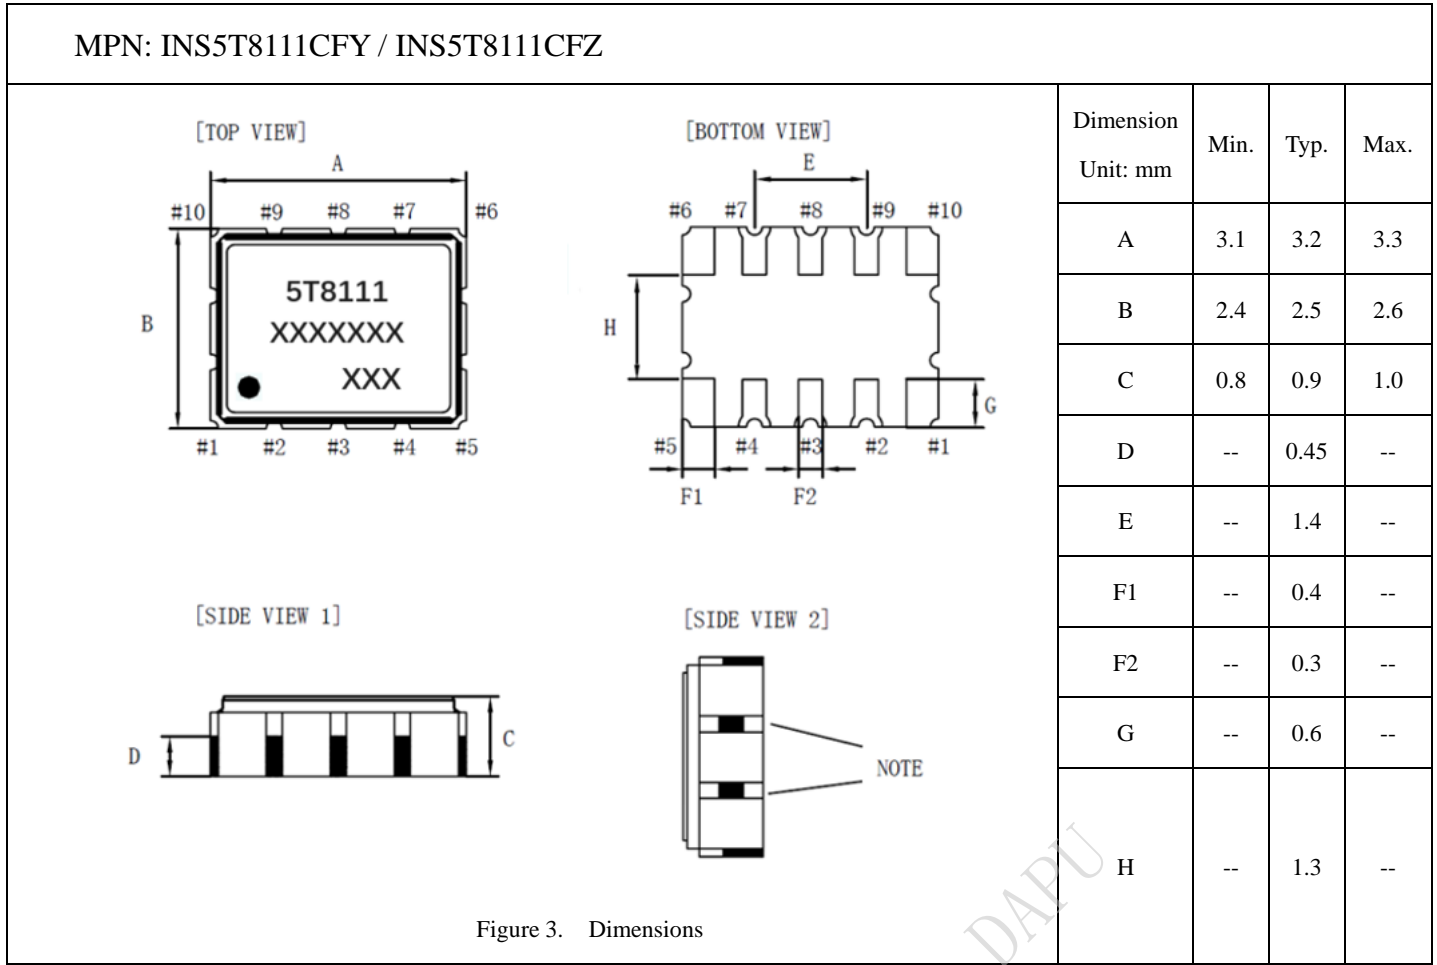 MPN: INS5T8111CFY / INS5T8111CFZ
[TOP VIEW]
A
#10 #9 #8 #7 #6
B
5T8111
XXXXXXX
XXX
#1 #2 #3 #4 #5
[BOTTOM VIEW]
E
#6 #7 #8 #9 #10
H
G
#5 #4 #3 #2 #1
F1 F2
[SIDE VIEW 1]
D C
[SIDE VIEW 2]
NOTE
Figure 3. Dimensions
Dimension
Unit: mm Min. Typ. Max.
A 3.1 3.2 3.3
B 2.4 2.5 2.6
C 0.8 0.9 1.0
D -- 0.45 --
E -- 1.4 --
F1 -- 0.4 --
F2 -- 0.3 --
G -- 0.6 --
H -- 1.3 --
DAPU